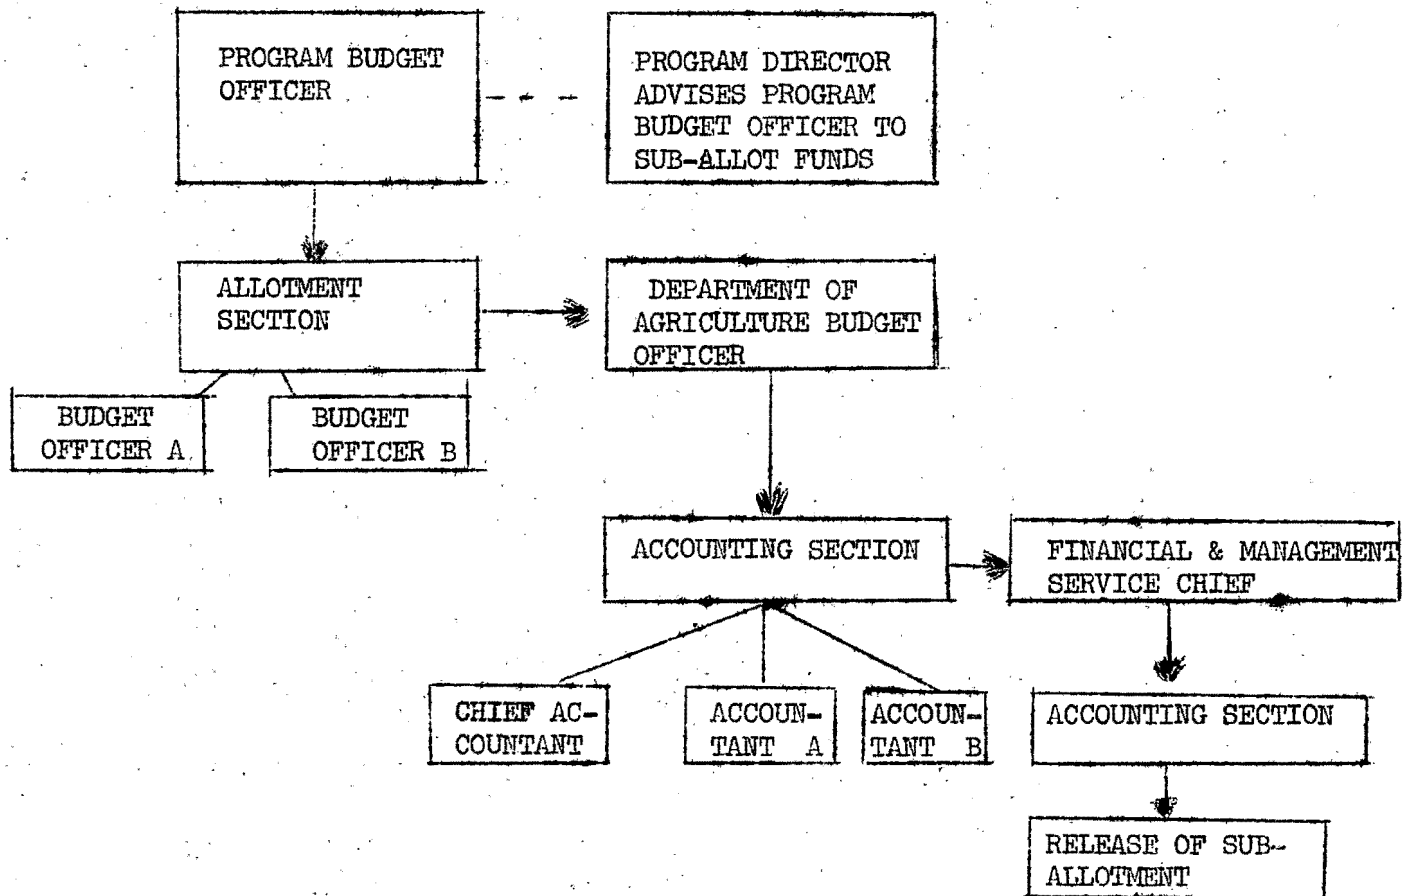 PROGRAM BUDGET
OFFICER
PROGRAM DIRECTOR
ADVISES PROGRAM
BUDGET OFFICER TO
SUB-ALLOT FUNDS
ALLOTMENT
SECTION
DEPARTMENT OF
AGRICULTURE BUDGET
OFFICER
BUDGET
OFFICER A
BUDGET
OFFICER B
ACCOUNTING SECTION
FINANCIAL & MANAGEMENT
SERVICE CHIEF
CHIEF AC-
COUNTANT
ACCOUN-
TANT A
ACCOUN-
TANT B
ACCOUNTING SECTION
RELEASE OF SUB-
ALLOTMENT